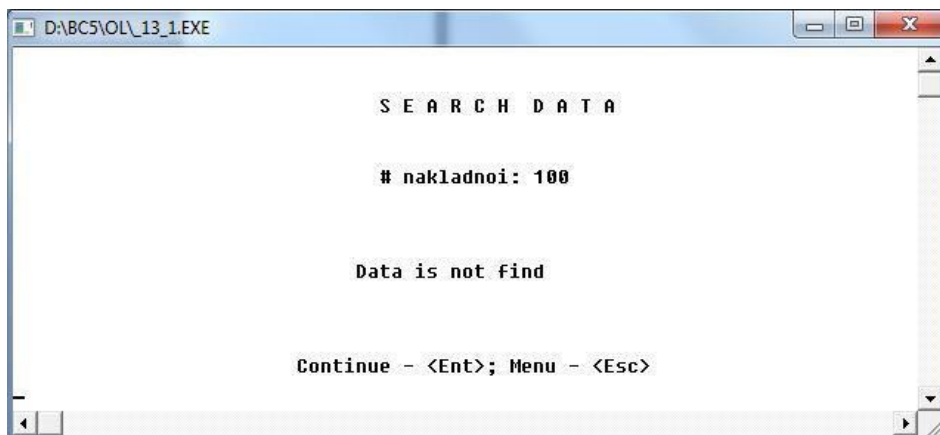 D:\BC5\OL\_13_1.EXE
S E A R C H  D A T A
# nakladnoi: 100
Data is not find
Continue - <Ent>; Menu - <Esc>